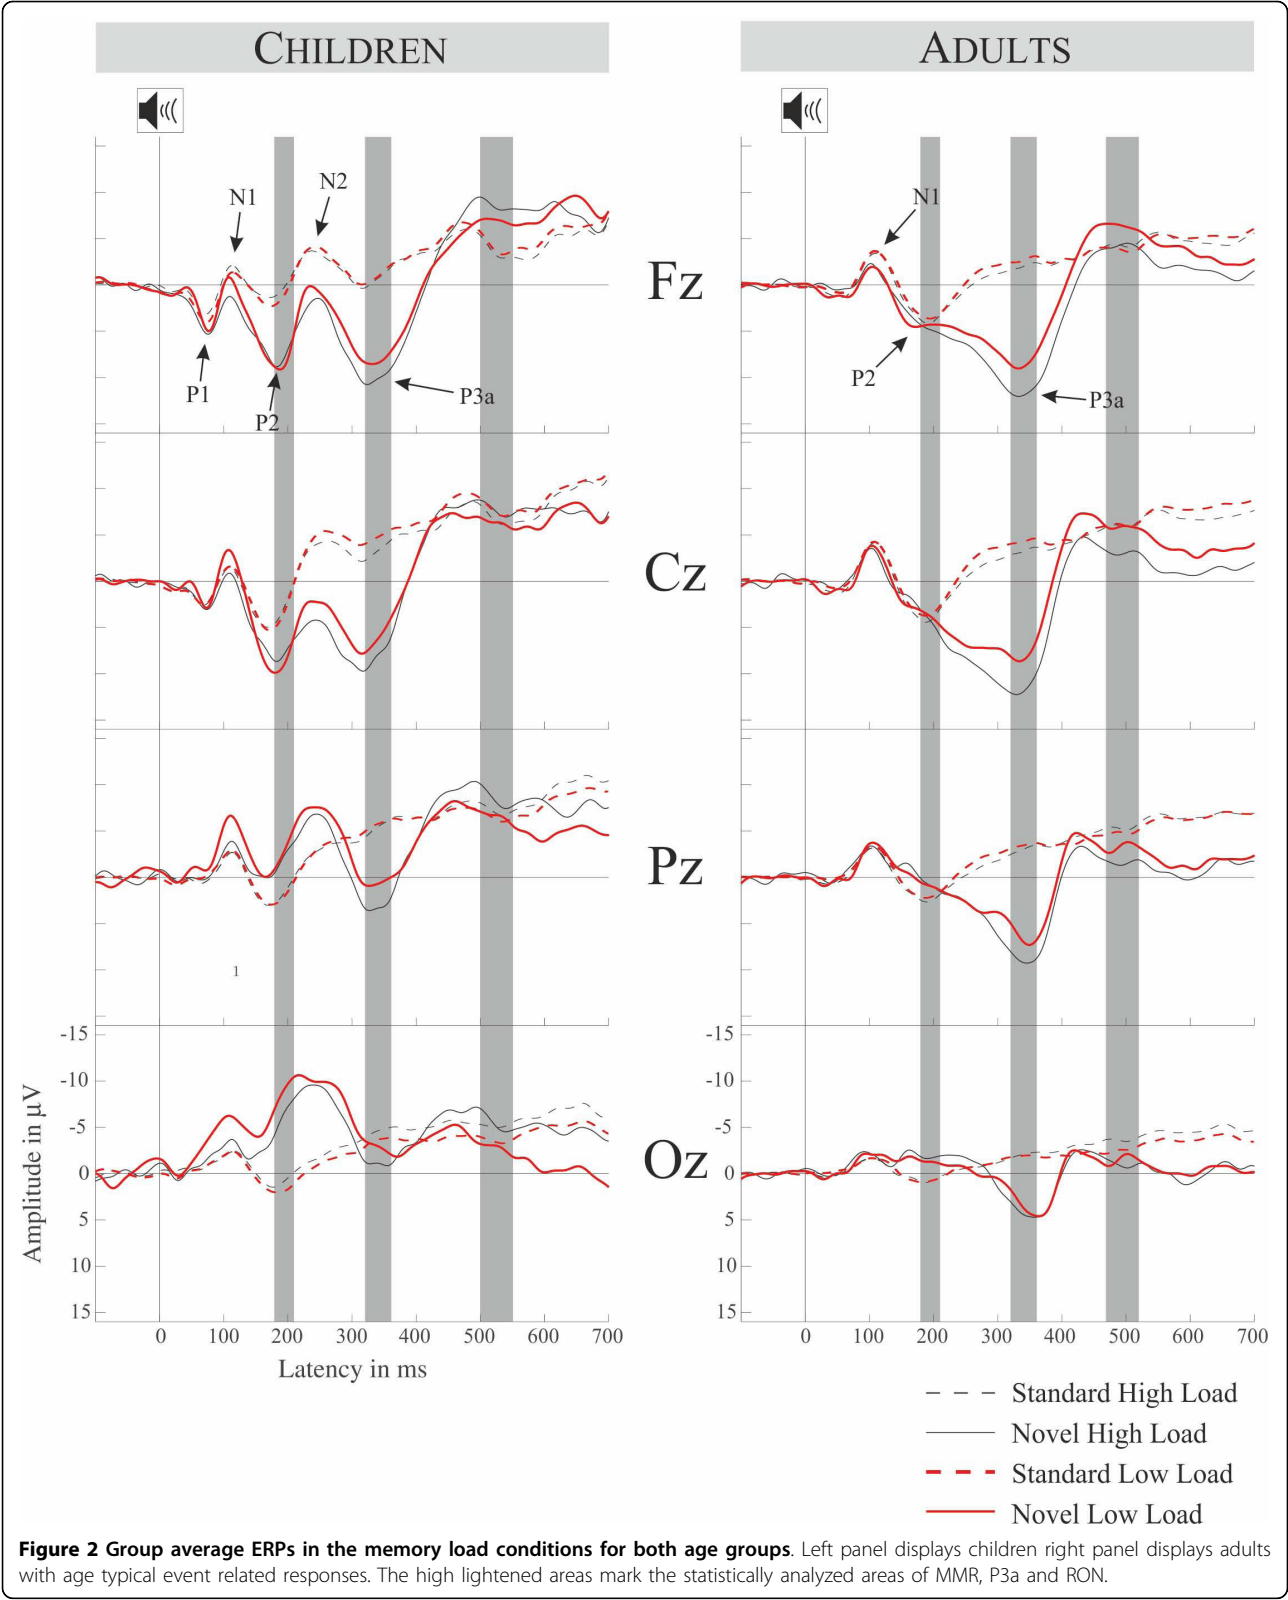 CHILDREN
ADULTS
N1
N2
P1
P2
P3a
N1
P2
P3a
Fz
Cz
Pz
1
Oz
Amplitude in µV
-15
-10
-5
0
5
10
15
-15
-10
-5
0
5
10
15
0 100 200 300 400 500 600 700
0 100 200 300 400 500 600 700
Latency in ms
Standard High Load
Novel High Load
Standard Low Load
Novel Low Load
Figure 2 Group average ERPs in the memory load conditions for both age groups. Left panel displays children right panel displays adults
with age typical event related responses. The high lightened areas mark the statistically analyzed areas of MMR, P3a and RON.